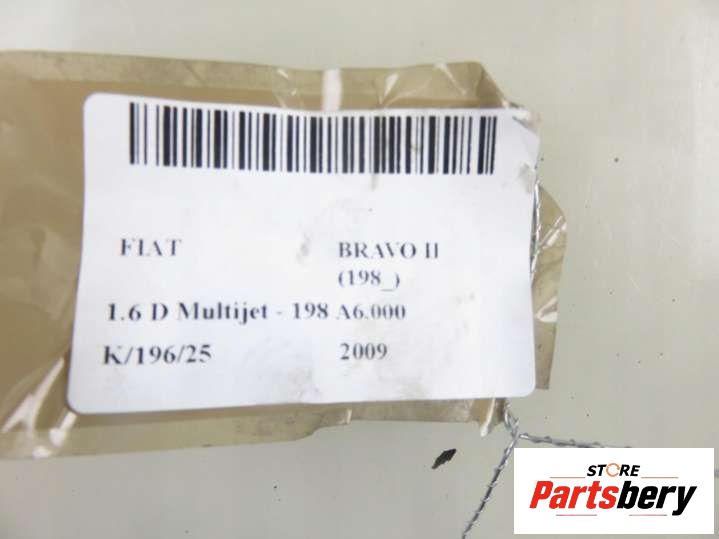 FIAT BRAVO II
(198_)
1.6 D Multijet - 198 A6.000
K/196/25 2009
STORE
Partsbery